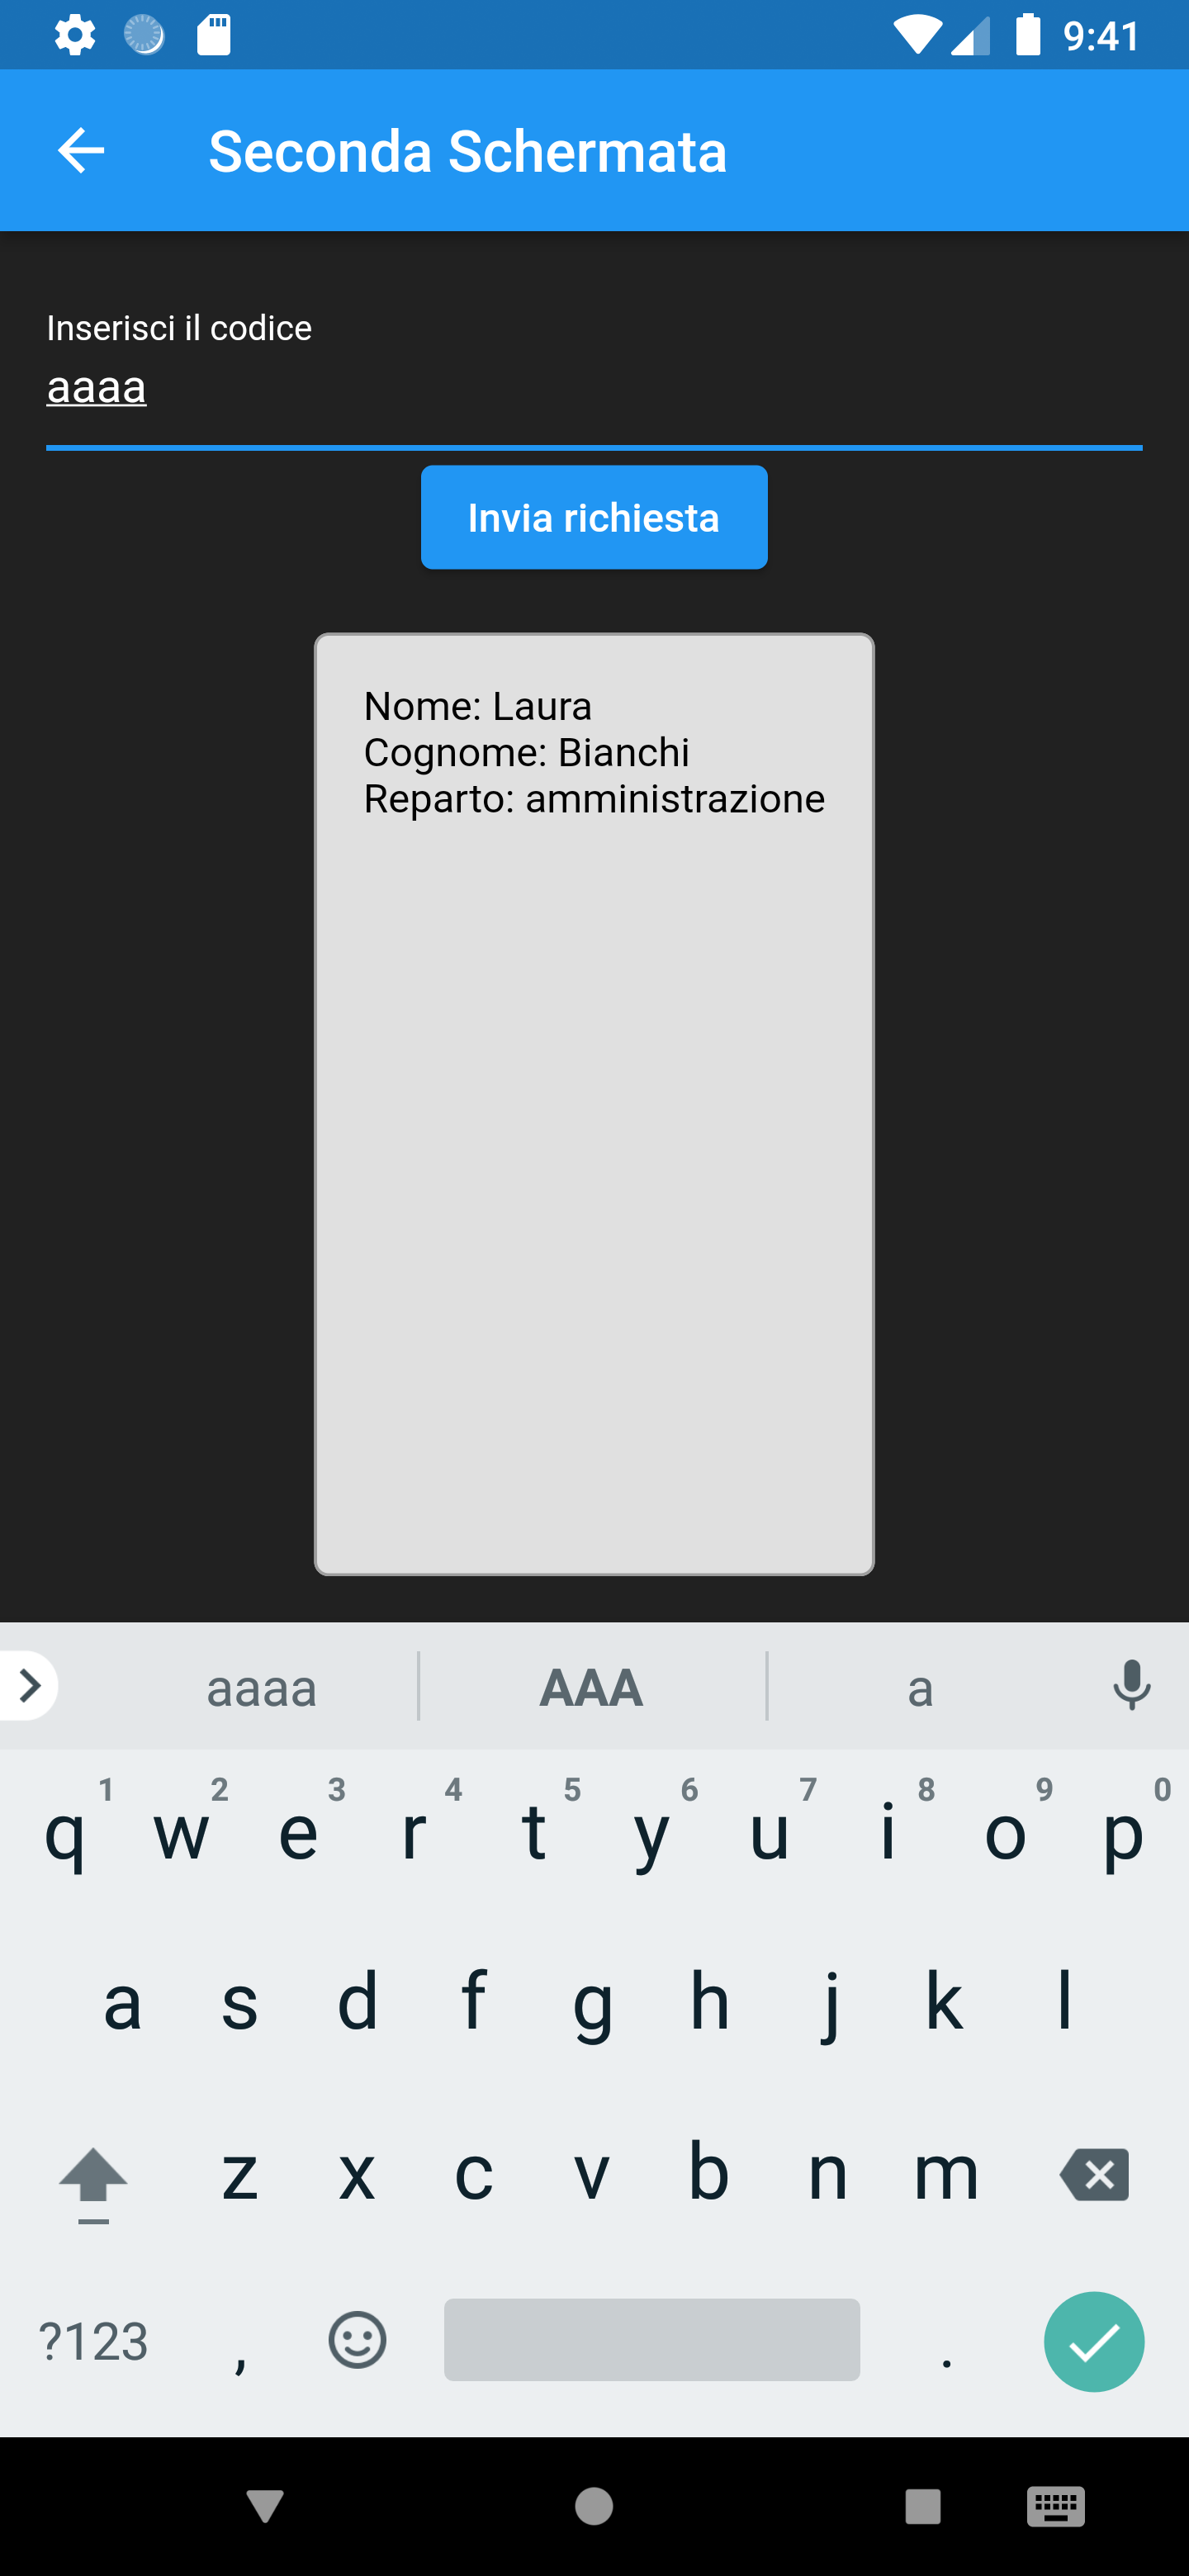 9:41
Seconda Schermata
Inserisci il codice
aaaa
Invia richiesta
Nome: Laura
Cognome: Bianchi
Reparto: amministrazione
aaaa AAA a
1 2 3 4 5 6 7 8 9 0
q w e r t y u i o p
a s d f g h j k l
z x c v b n m
?123 , .